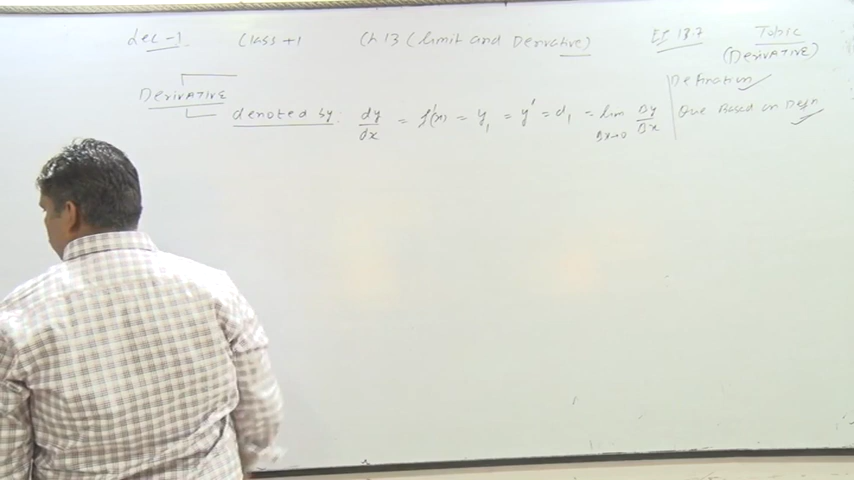 Lec-1 Class +1 Ch 13 (Limit and Derivative) EX 13.7 Topic
(DERIVATIVE)
DERIVATIVE
denoted by: dy/dx = f'(x) = y₁ = y' = d₁ = lim δx→0 δy/δx
Defination ✓
Que Based on Defn ✓